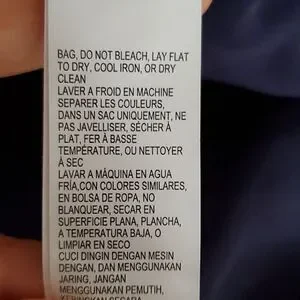 BAG, DO NOT BLEACH, LAY FLAT
TO DRY, COOL IRON, OR DRY
CLEAN
LAVER A FROID EN MACHINE
SEPARER LES COULEURS,
DANS UN SAC UNIQUEMENT, NE
PAS JAVELLISER, SÉCHER À
PLAT, FER À BASSE
TEMPÉRATURE, OU NETTOYER
À SEC
LAVAR A MÁQUINA EN AGUA
FRÍA,CON COLORES SIMILARES,
EN BOLSA DE ROPA, NO
BLANQUEAR, SECAR EN
SUPERFICIE PLANA, PLANCHA,
A TEMPERATURA BAJA, O
LIMPIAR EN SECO
CUCI DINGIN DENGAN MESIN
DENGAN, DAN MENGGUNAKAN
JARING, JANGAN
MENGGUNAKAN PEMUTIH,